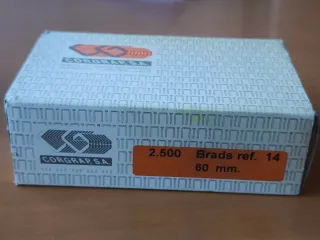 CORGRAP, S.A.
CORGRAP, S.A.
2.500 Brads ref. 14
60 mm.